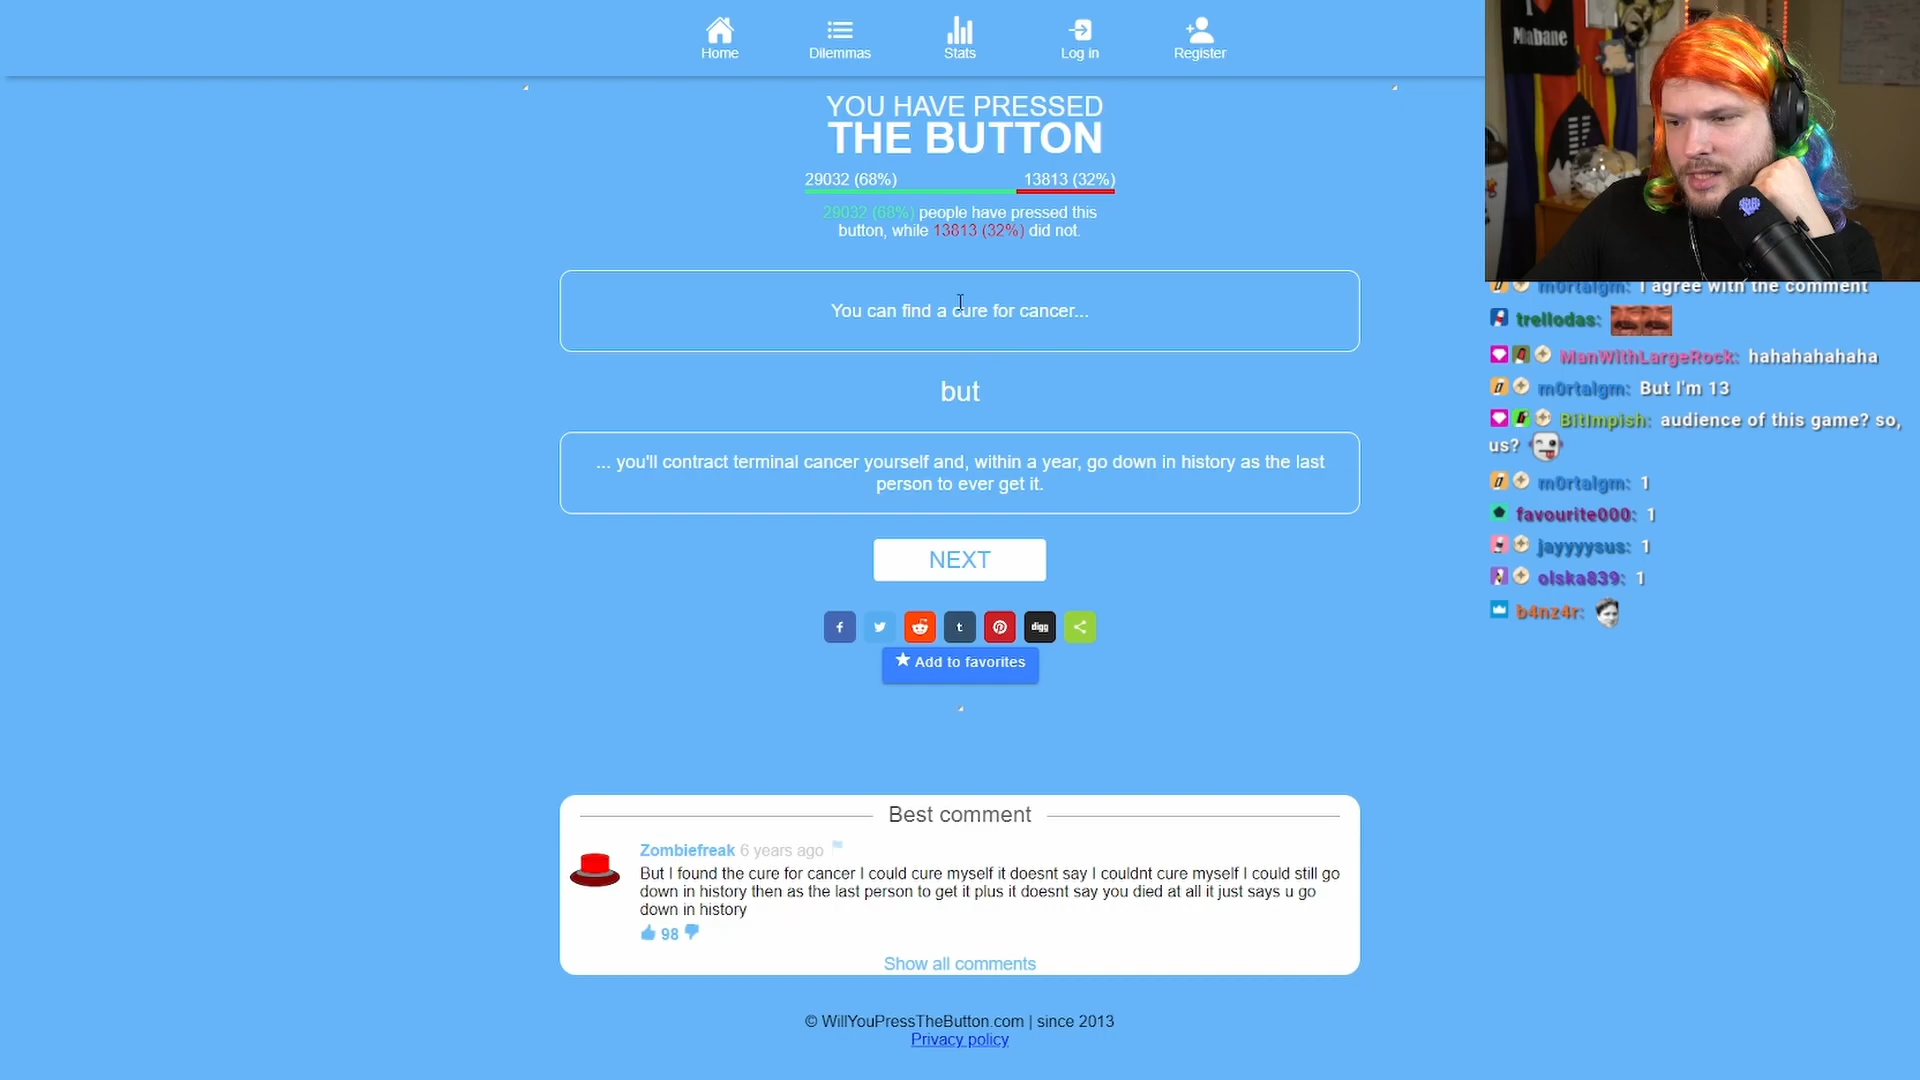 Home
Dilemmas
Stats
Log in
Register
YOU HAVE PRESSED
THE BUTTON
29032 (68%)
13813 (32%)
29032 (68%) people have pressed this
button, while 13813 (32%) did not.
You can find a cure for cancer...
but
... you'll contract terminal cancer yourself and, within a year, go down in history as the last
person to ever get it.
NEXT
f
t
digg
Add to favorites
Best comment
Zombiefreak 6 years ago
But I found the cure for cancer I could cure myself it doesnt say I couldnt cure myself I could still go
down in history then as the last person to get it plus it doesnt say you died at all it just says u go
down in history
98
Show all comments
© WillYouPressTheButton.com | since 2013
Privacy policy
I
Mbabane
m0rtalgm: I agree with the comment
trellodas:
ManWithLargeRock: hahahahahaha
m0rtalgm: But I'm 13
BitImpish: audience of this game? so,
us?
m0rtalgm: 1
favourite000: 1
jayyyysus: 1
olska839: 1
b4nz4r: